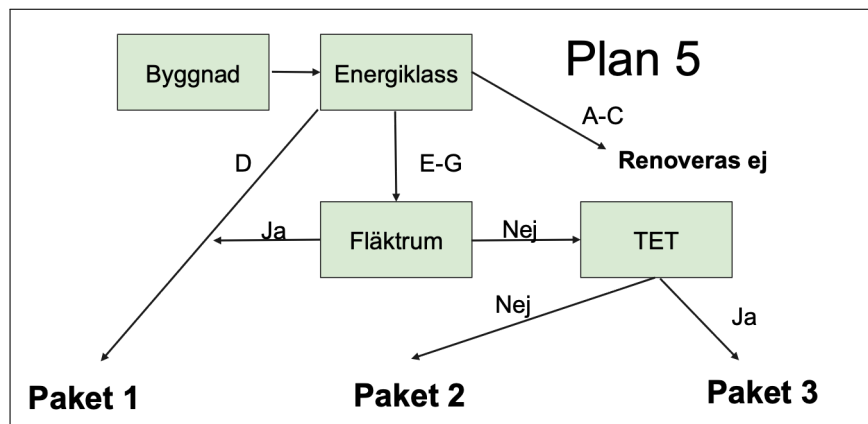 Plan 5
Byggnad
Energiklass
A-C
Renoveras ej
D
E-G
Ja
Fläktrum
Nej
TET
Nej
Ja
Paket 1
Paket 2
Paket 3